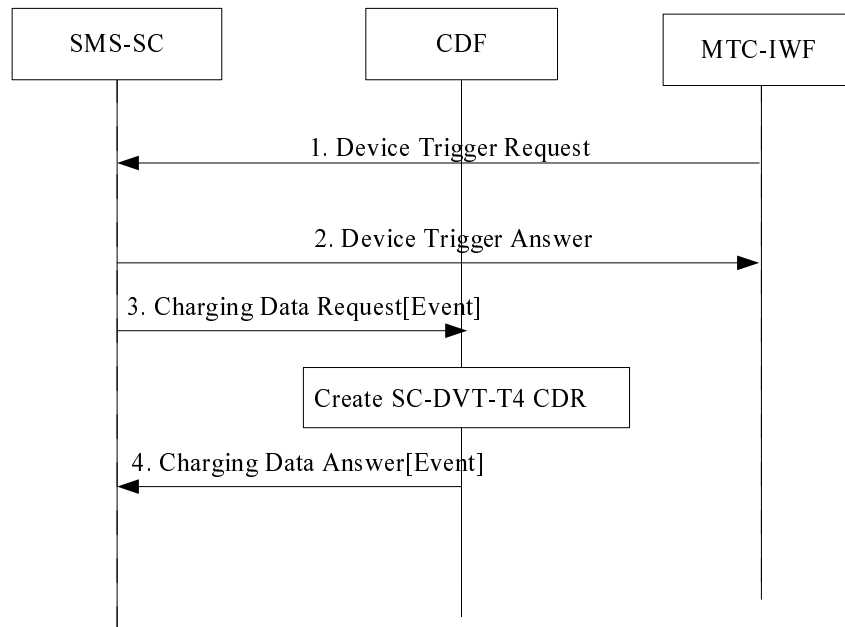 SMS-SC
CDF
MTC-IWF
1. Device Trigger Request
2. Device Trigger Answer
3. Charging Data Request[Event]
Create SC-DVT-T4 CDR
4. Charging Data Answer[Event]